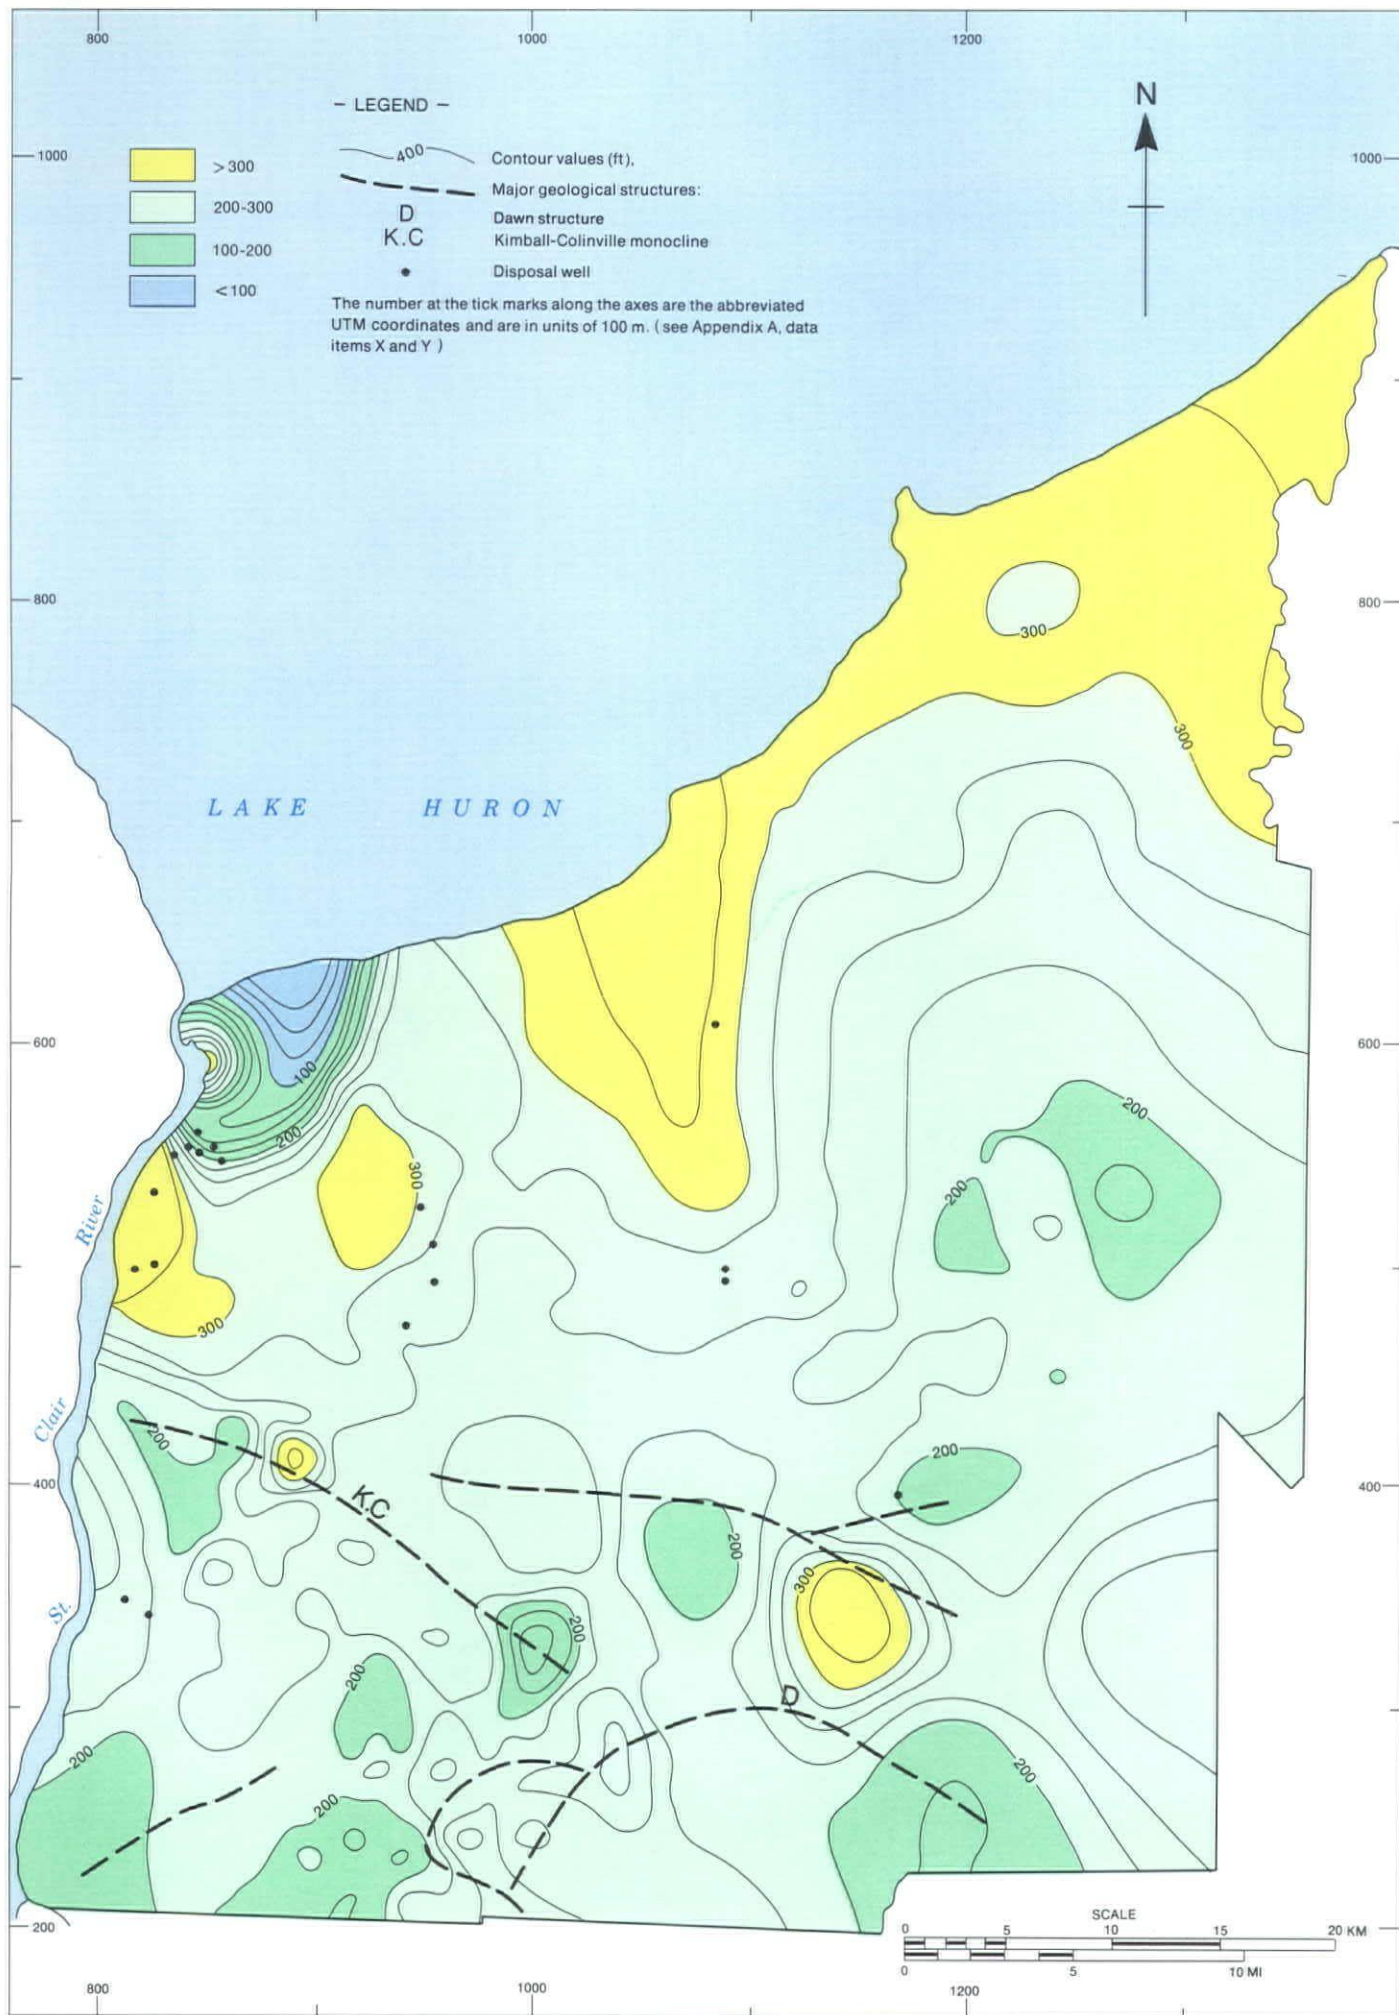 800
1000
1200
– LEGEND –
N
>300
200-300
100-200
<100
400
Contour values (ft),
Major geological structures:
D
Dawn structure
K.C
Kimball-Colinville monocline
Disposal well
The number at the tick marks along the axes are the abbreviated
UTM coordinates and are in units of 100 m. ( see Appendix A, data
items X and Y )
1000
1000
800
800
300
300
LAKE HURON
600
600
100
200
300
200
200
River
300
Clair
200
200
400
400
K.C
200
300
St.
200
200
D
200
200
200
200
SCALE
0 5 10 15 20 KM
0 5 10 MI
800
1000
1200